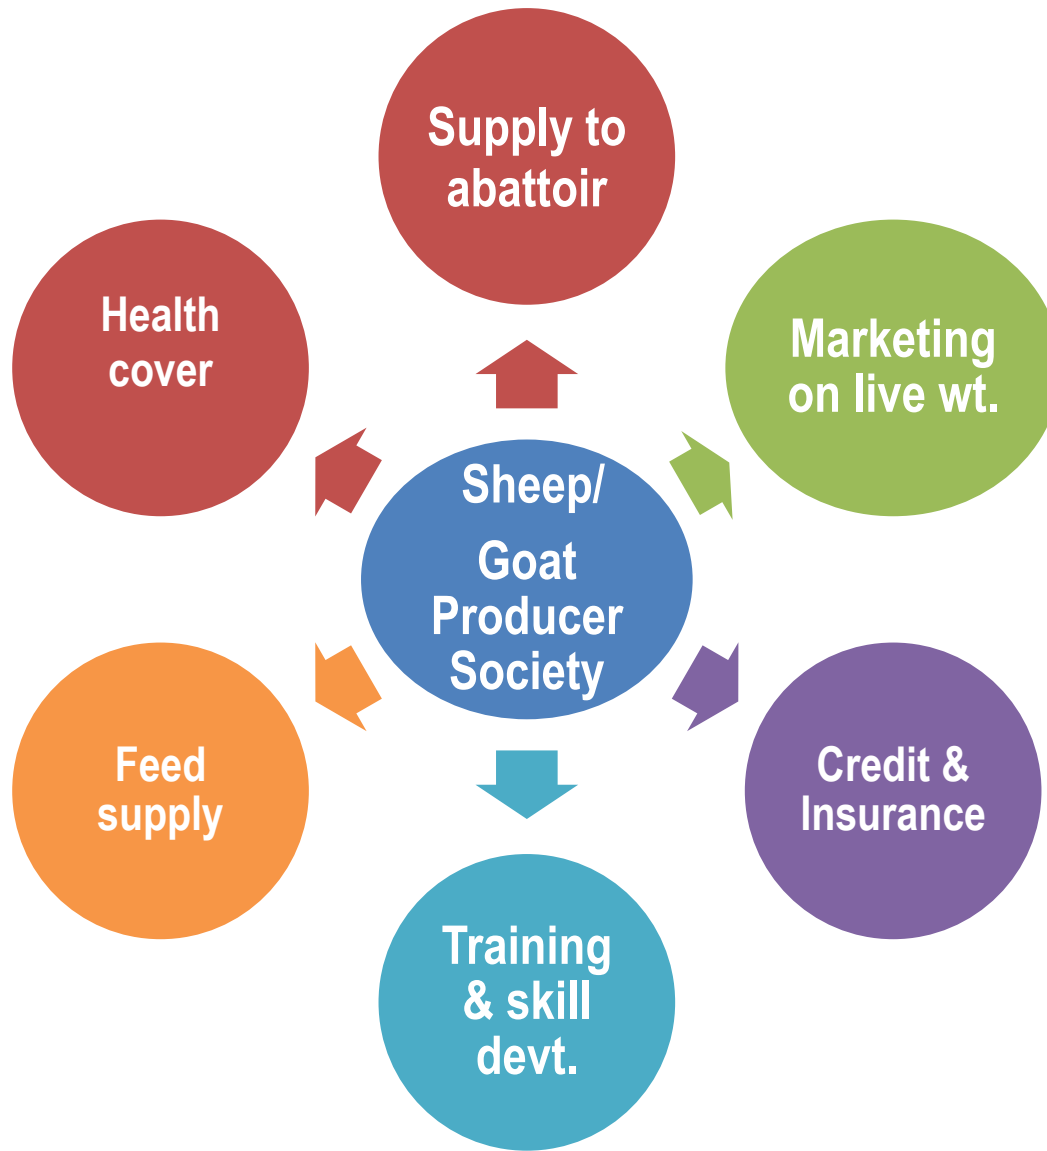 Supply to
abattoir
Health
cover
Marketing
on live wt.
Sheep/
Goat
Producer
Society
Feed
supply
Credit &
Insurance
Training
& skill
devt.